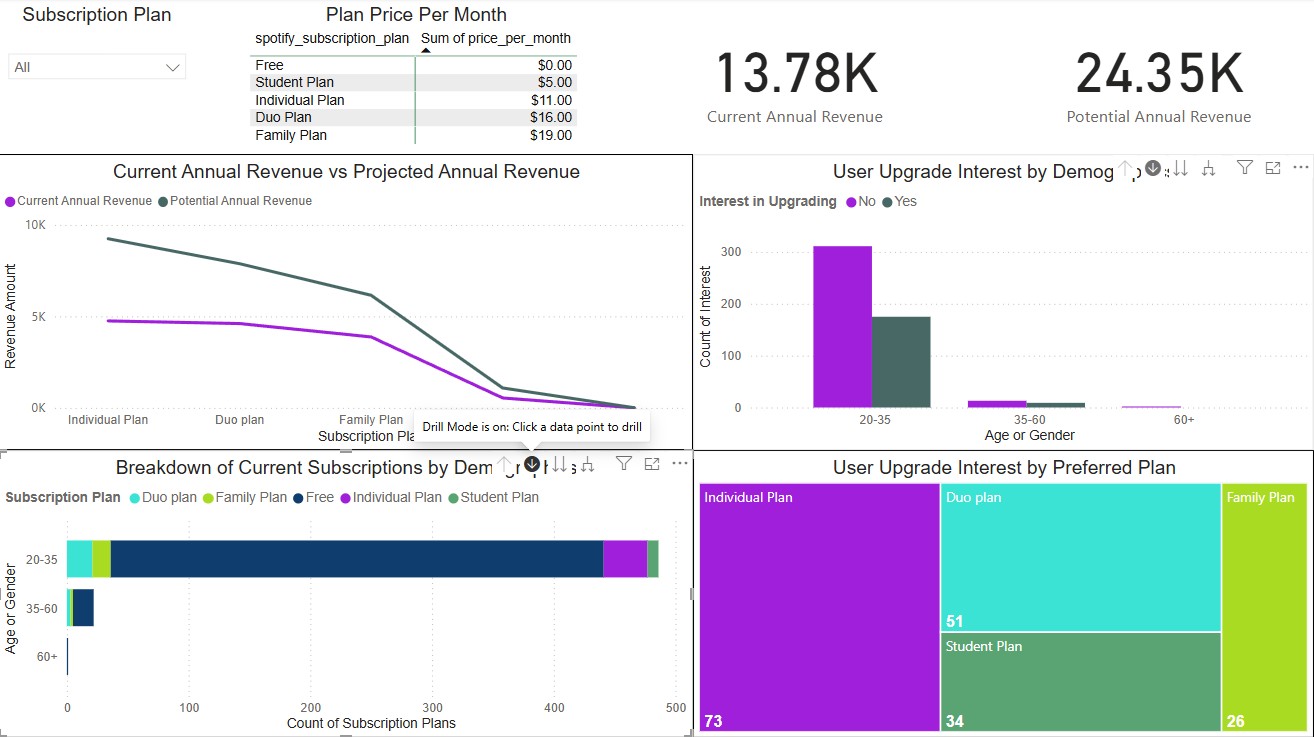 Subscription Plan
All
Plan Price Per Month
spotify_subscription_plan Sum of price_per_month
Free $0.00
Student Plan $5.00
Individual Plan $11.00
Duo Plan $16.00
Family Plan $19.00
13.78K
Current Annual Revenue
24.35K
Potential Annual Revenue
Current Annual Revenue vs Projected Annual Revenue
Current Annual Revenue Potential Annual Revenue
Revenue Amount
10K
5K
0K
Individual Plan Duo plan Family Plan
Subscription Pla
Drill Mode is on: Click a data point to drill
User Upgrade Interest by Demog
Interest in Upgrading No Yes
Count of Interest
300
200
100
0
20-35 35-60 60+
Age or Gender
Breakdown of Current Subscriptions by Dem
Subscription Plan Duo plan Family Plan Free Individual Plan Student Plan
Age or Gender
20-35
35-60
60+
0 100 200 300 400 500
Count of Subscription Plans
User Upgrade Interest by Preferred Plan
Individual Plan
73
Duo plan
51
Student Plan
34
Family Plan
26